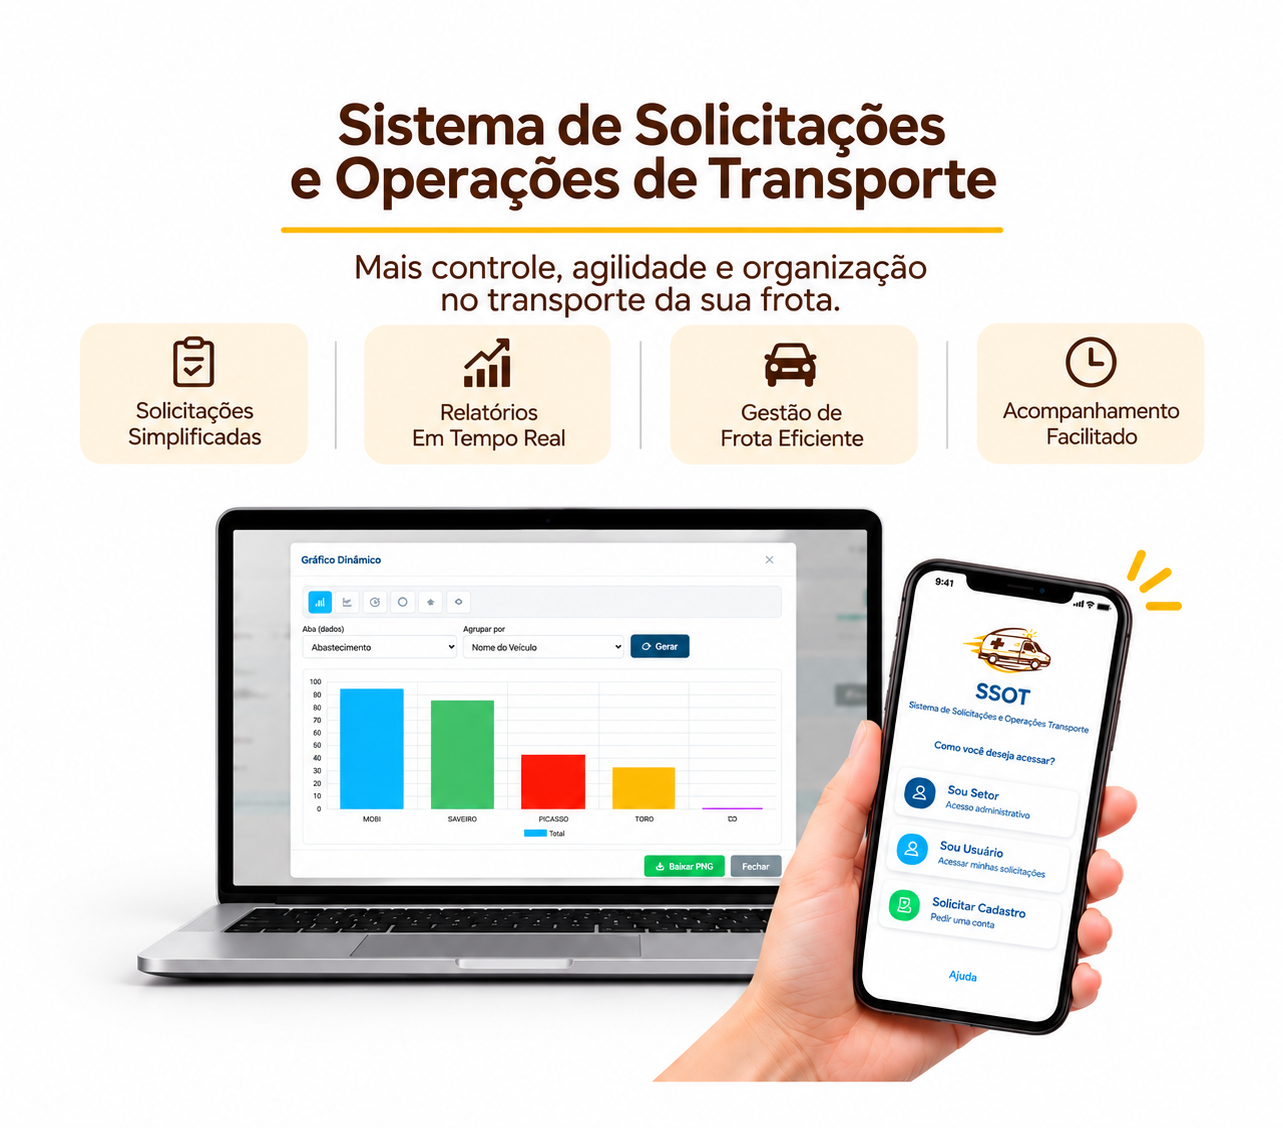 Sistema de Solicitações
e Operações de Transporte
Mais controle, agilidade e organização
no transporte da sua frota.
Solicitações
Simplificadas
Relatórios
Em Tempo Real
Gestão de
Frota Eficiente
Acompanhamento
Facilitado
Gráfico Dinâmico
Aba (dados)
Agrupar por
Abastecimento
Nome do Veículo
Gerar
100
80
80
70
60
50
40
30
20
10
0
MOBI
SAVEIRO
PICASSO
TORO
Total
Baixar PNG
Fechar
9:41
SSOT
Sistema de Solicitações e Operações Transporte
Como você deseja acessar?
Sou Setor
Acesso administrativo
Sou Usuário
Acessar minhas solicitações
Solicitar Cadastro
Pedir uma conta
Ajuda